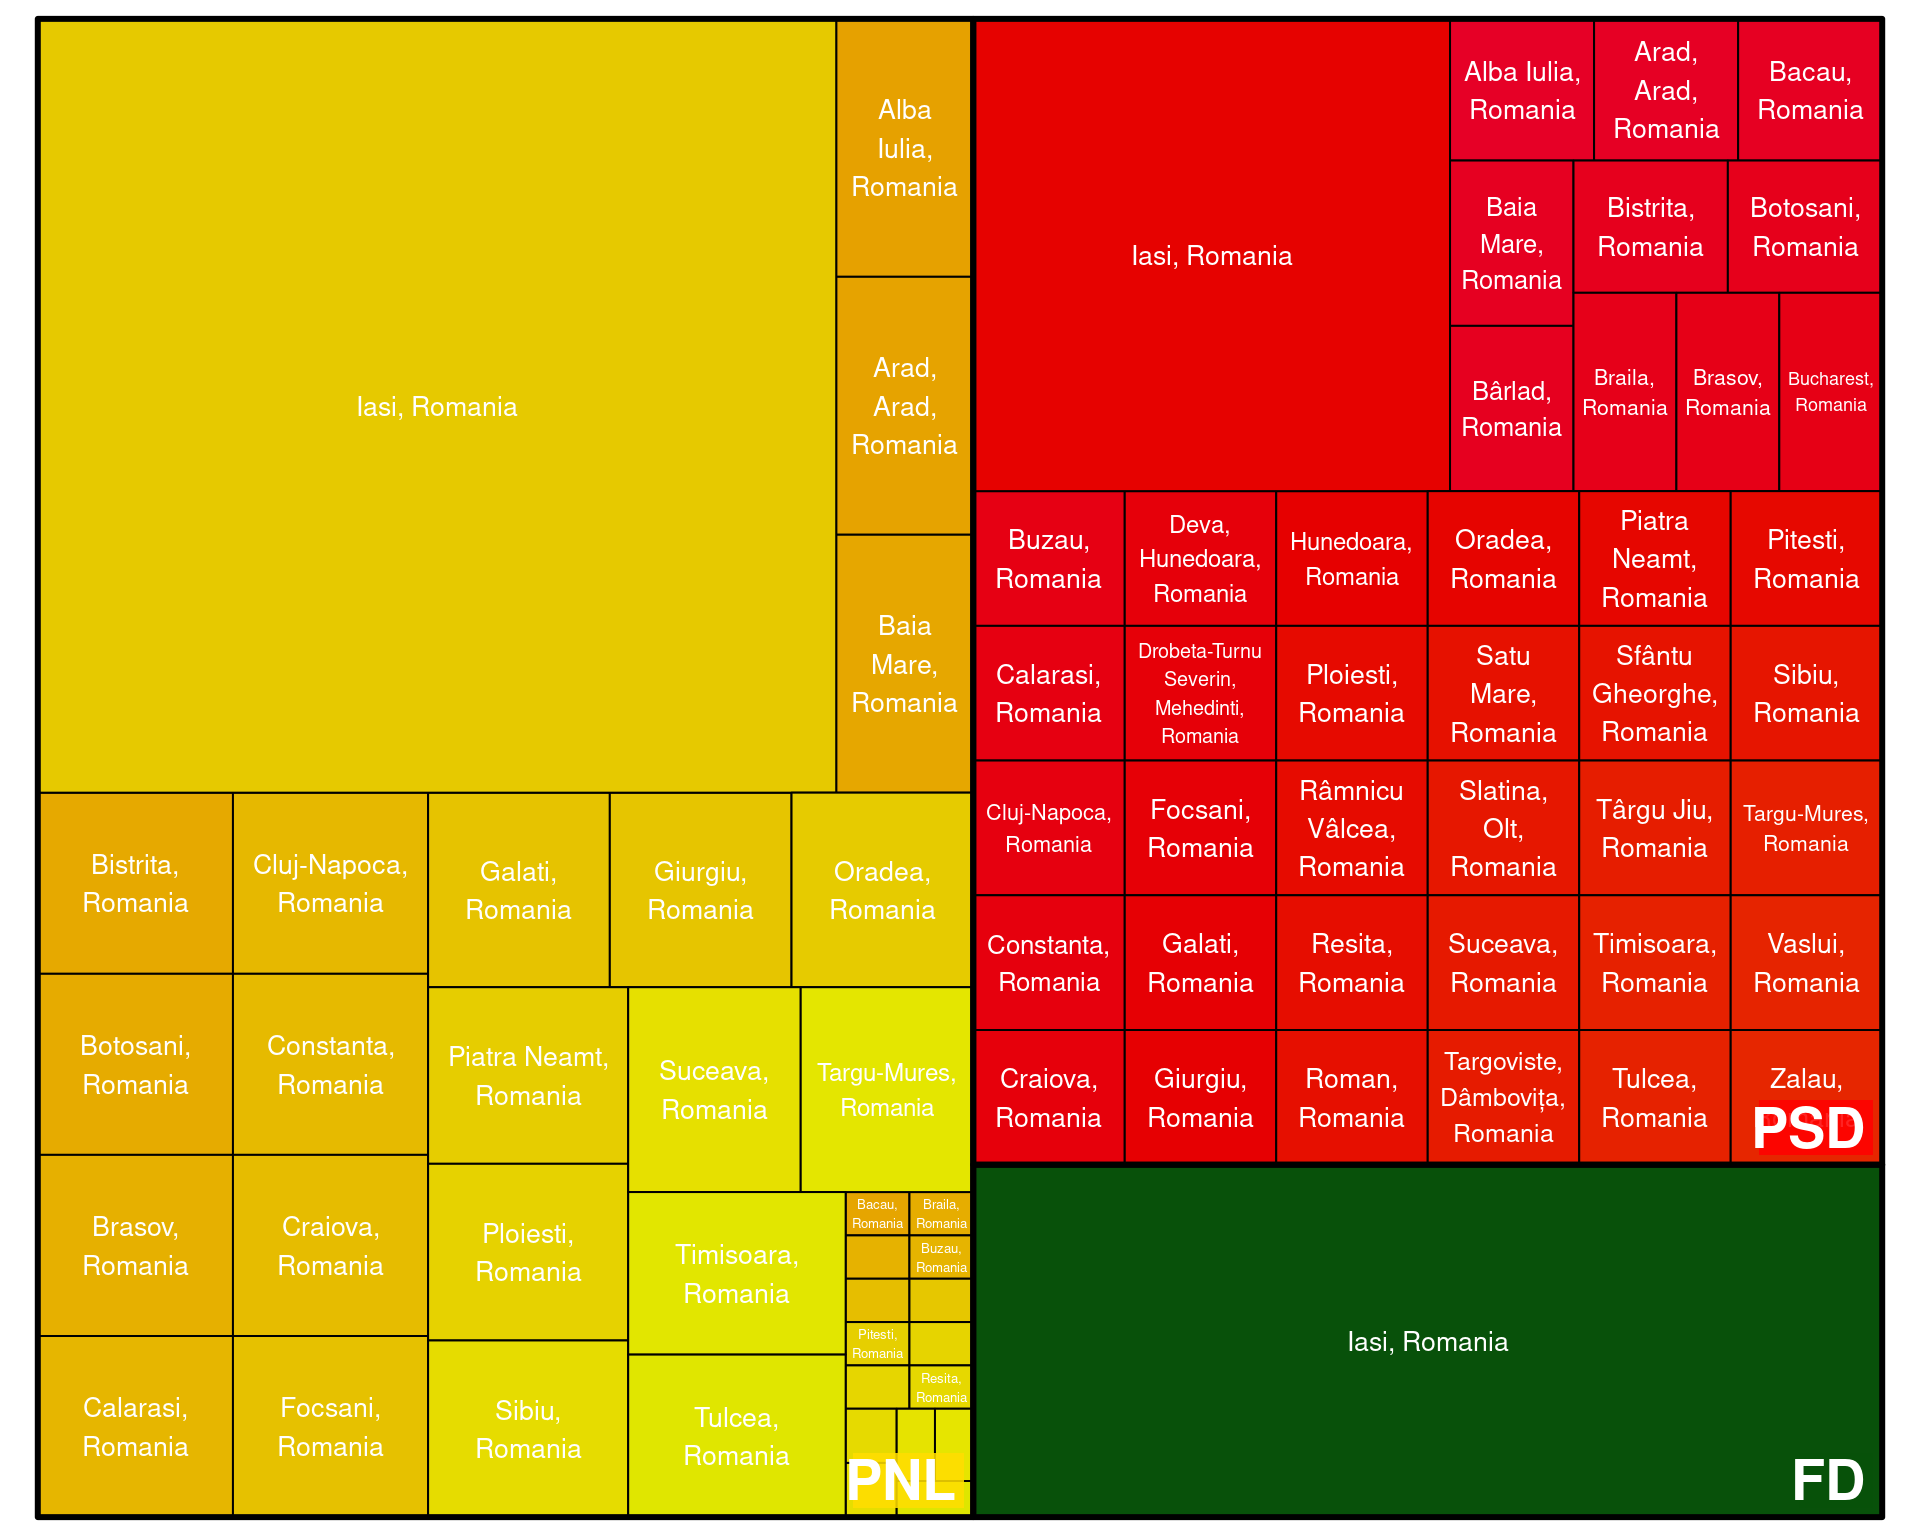 Iasi, Romania
Alba
Iulia,
Romania
Arad,
Arad,
Romania
Baia
Mare,
Romania
Bistrita,
Romania
Cluj-Napoca,
Romania
Galati,
Romania
Giurgiu,
Romania
Oradea,
Romania
Botosani,
Romania
Constanta,
Romania
Piatra Neamt,
Romania
Suceava,
Romania
Targu-Mures,
Romania
Brasov,
Romania
Craiova,
Romania
Ploiesti,
Romania
Timisoara,
Romania
Bacau,
Romania
Braila,
Romania
Buzau,
Romania
Pitesti,
Romania
Resita,
Romania
Calarasi,
Romania
Focsani,
Romania
Sibiu,
Romania
Tulcea,
Romania
PNL
Iasi, Romania
Alba Iulia,
Romania
Arad,
Arad,
Romania
Bacau,
Romania
Baia
Mare,
Romania
Bistrita,
Romania
Botosani,
Romania
Bârlad,
Romania
Braila,
Romania
Brasov,
Romania
Bucharest,
Romania
Buzau,
Romania
Deva,
Hunedoara,
Romania
Hunedoara,
Romania
Oradea,
Romania
Piatra
Neamt,
Romania
Pitesti,
Romania
Calarasi,
Romania
Drobeta-Turnu
Severin,
Mehedinti,
Romania
Ploiesti,
Romania
Satu
Mare,
Romania
Sfântu
Gheorghe,
Romania
Sibiu,
Romania
Cluj-Napoca,
Romania
Focsani,
Romania
Râmnicu
Vâlcea,
Romania
Slatina,
Olt,
Romania
Târgu Jiu,
Romania
Targu-Mures,
Romania
Constanta,
Romania
Galati,
Romania
Resita,
Romania
Suceava,
Romania
Timisoara,
Romania
Vaslui,
Romania
Craiova,
Romania
Giurgiu,
Romania
Roman,
Romania
Targoviste,
Dâmbovița,
Romania
Tulcea,
Romania
Zalau,
PSD
Iasi, Romania
FD